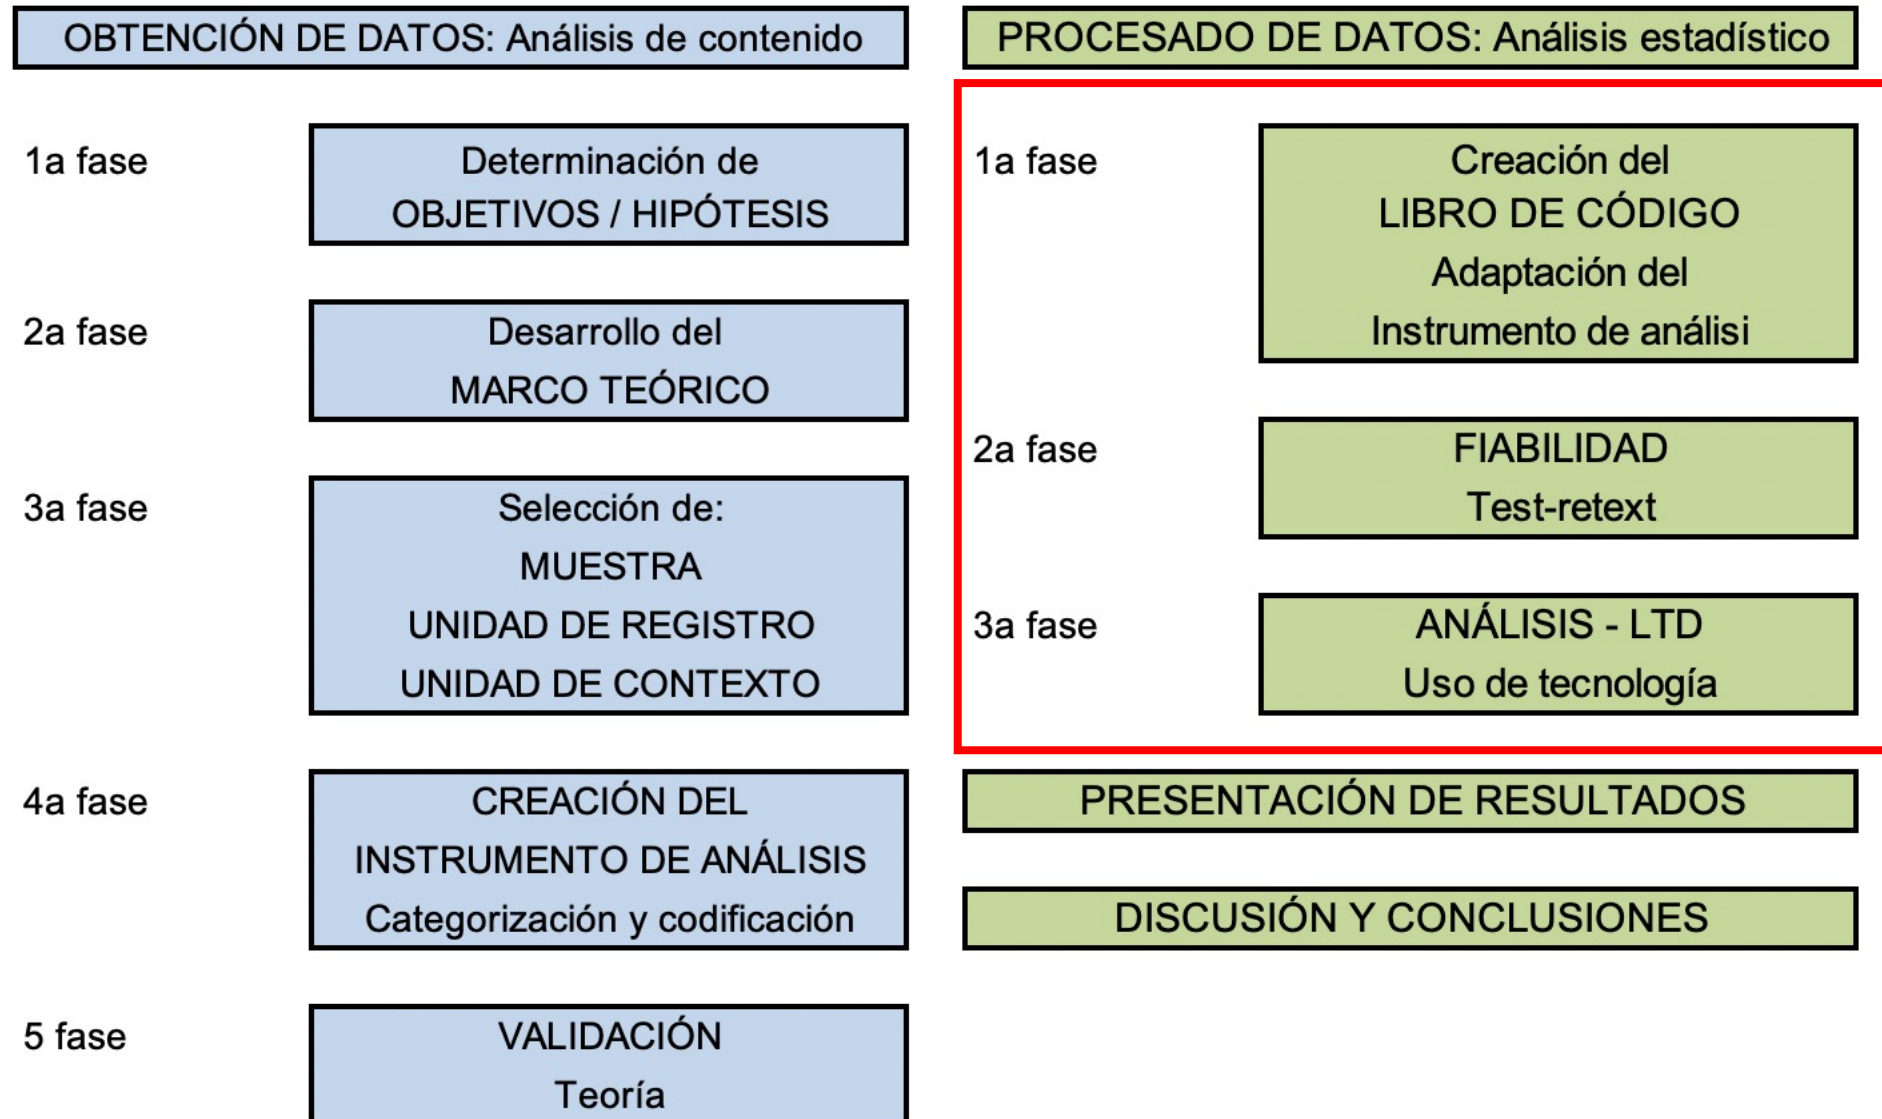 OBTENCIÓN DE DATOS: Análisis de contenido
1a fase
Determinación de
OBJETIVOS / HIPÓTESIS
2a fase
Desarrollo del
MARCO TEÓRICO
3a fase
Selección de:
MUESTRA
UNIDAD DE REGISTRO
UNIDAD DE CONTEXTO
4a fase
CREACIÓN DEL
INSTRUMENTO DE ANÁLISIS
Categorización y codificación
5 fase
VALIDACIÓN
Teoría
PROCESADO DE DATOS: Análisis estadístico
1a fase
Creación del
LIBRO DE CÓDIGO
Adaptación del
Instrumento de análisi
2a fase
FIABILIDAD
Test-retext
3a fase
ANÁLISIS - LTD
Uso de tecnología
PRESENTACIÓN DE RESULTADOS
DISCUSIÓN Y CONCLUSIONES